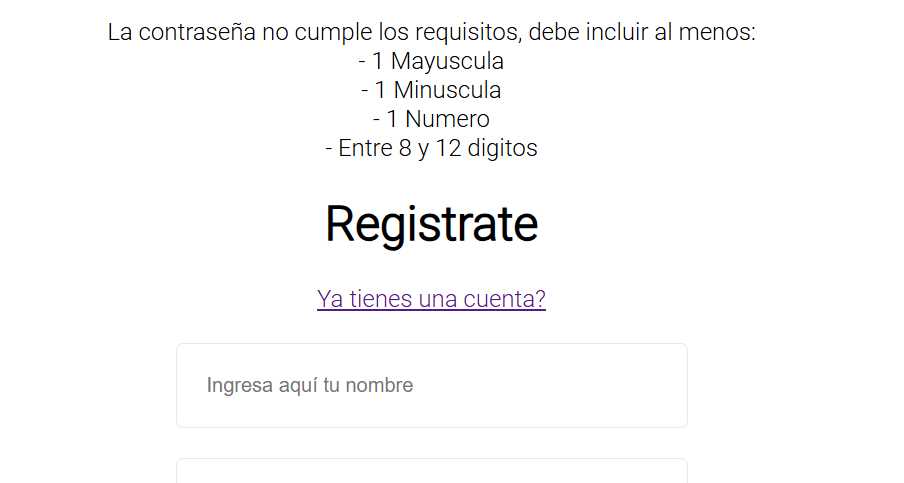 La contraseña no cumple los requisitos, debe incluir al menos:
- 1 Mayuscula
- 1 Minuscula
- 1 Numero
- Entre 8 y 12 digitos
Registrate
Ya tienes una cuenta?
Ingresa aquí tu nombre